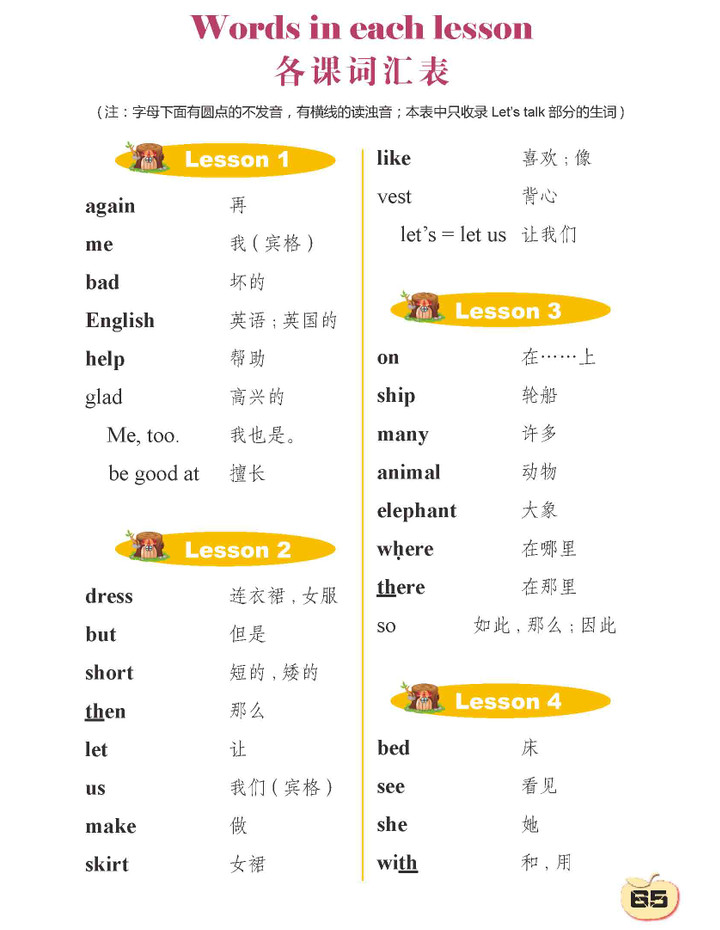 Words in each lesson
各课词汇表
（注：字母下面有圆点的不发音，有横线的读浊音；本表中只收录 Let's talk 部分的生词）
Lesson 1
again 再
me 我（宾格）
bad 坏的
English 英语；英国的
help 帮助
glad 高兴的
Me, too. 我也是。
be good at 擅长
Lesson 2
dress 连衣裙，女服
but 但是
short 短的，矮的
then 那么
let 让
us 我们（宾格）
make 做
skirt 女裙
like 喜欢；像
vest 背心
let's = let us 让我们
Lesson 3
on 在……上
ship 轮船
many 许多
animal 动物
elephant 大象
where 在哪里
there 在那里
so 如此，那么；因此
Lesson 4
bed 床
see 看见
she 她
with 和，用
65